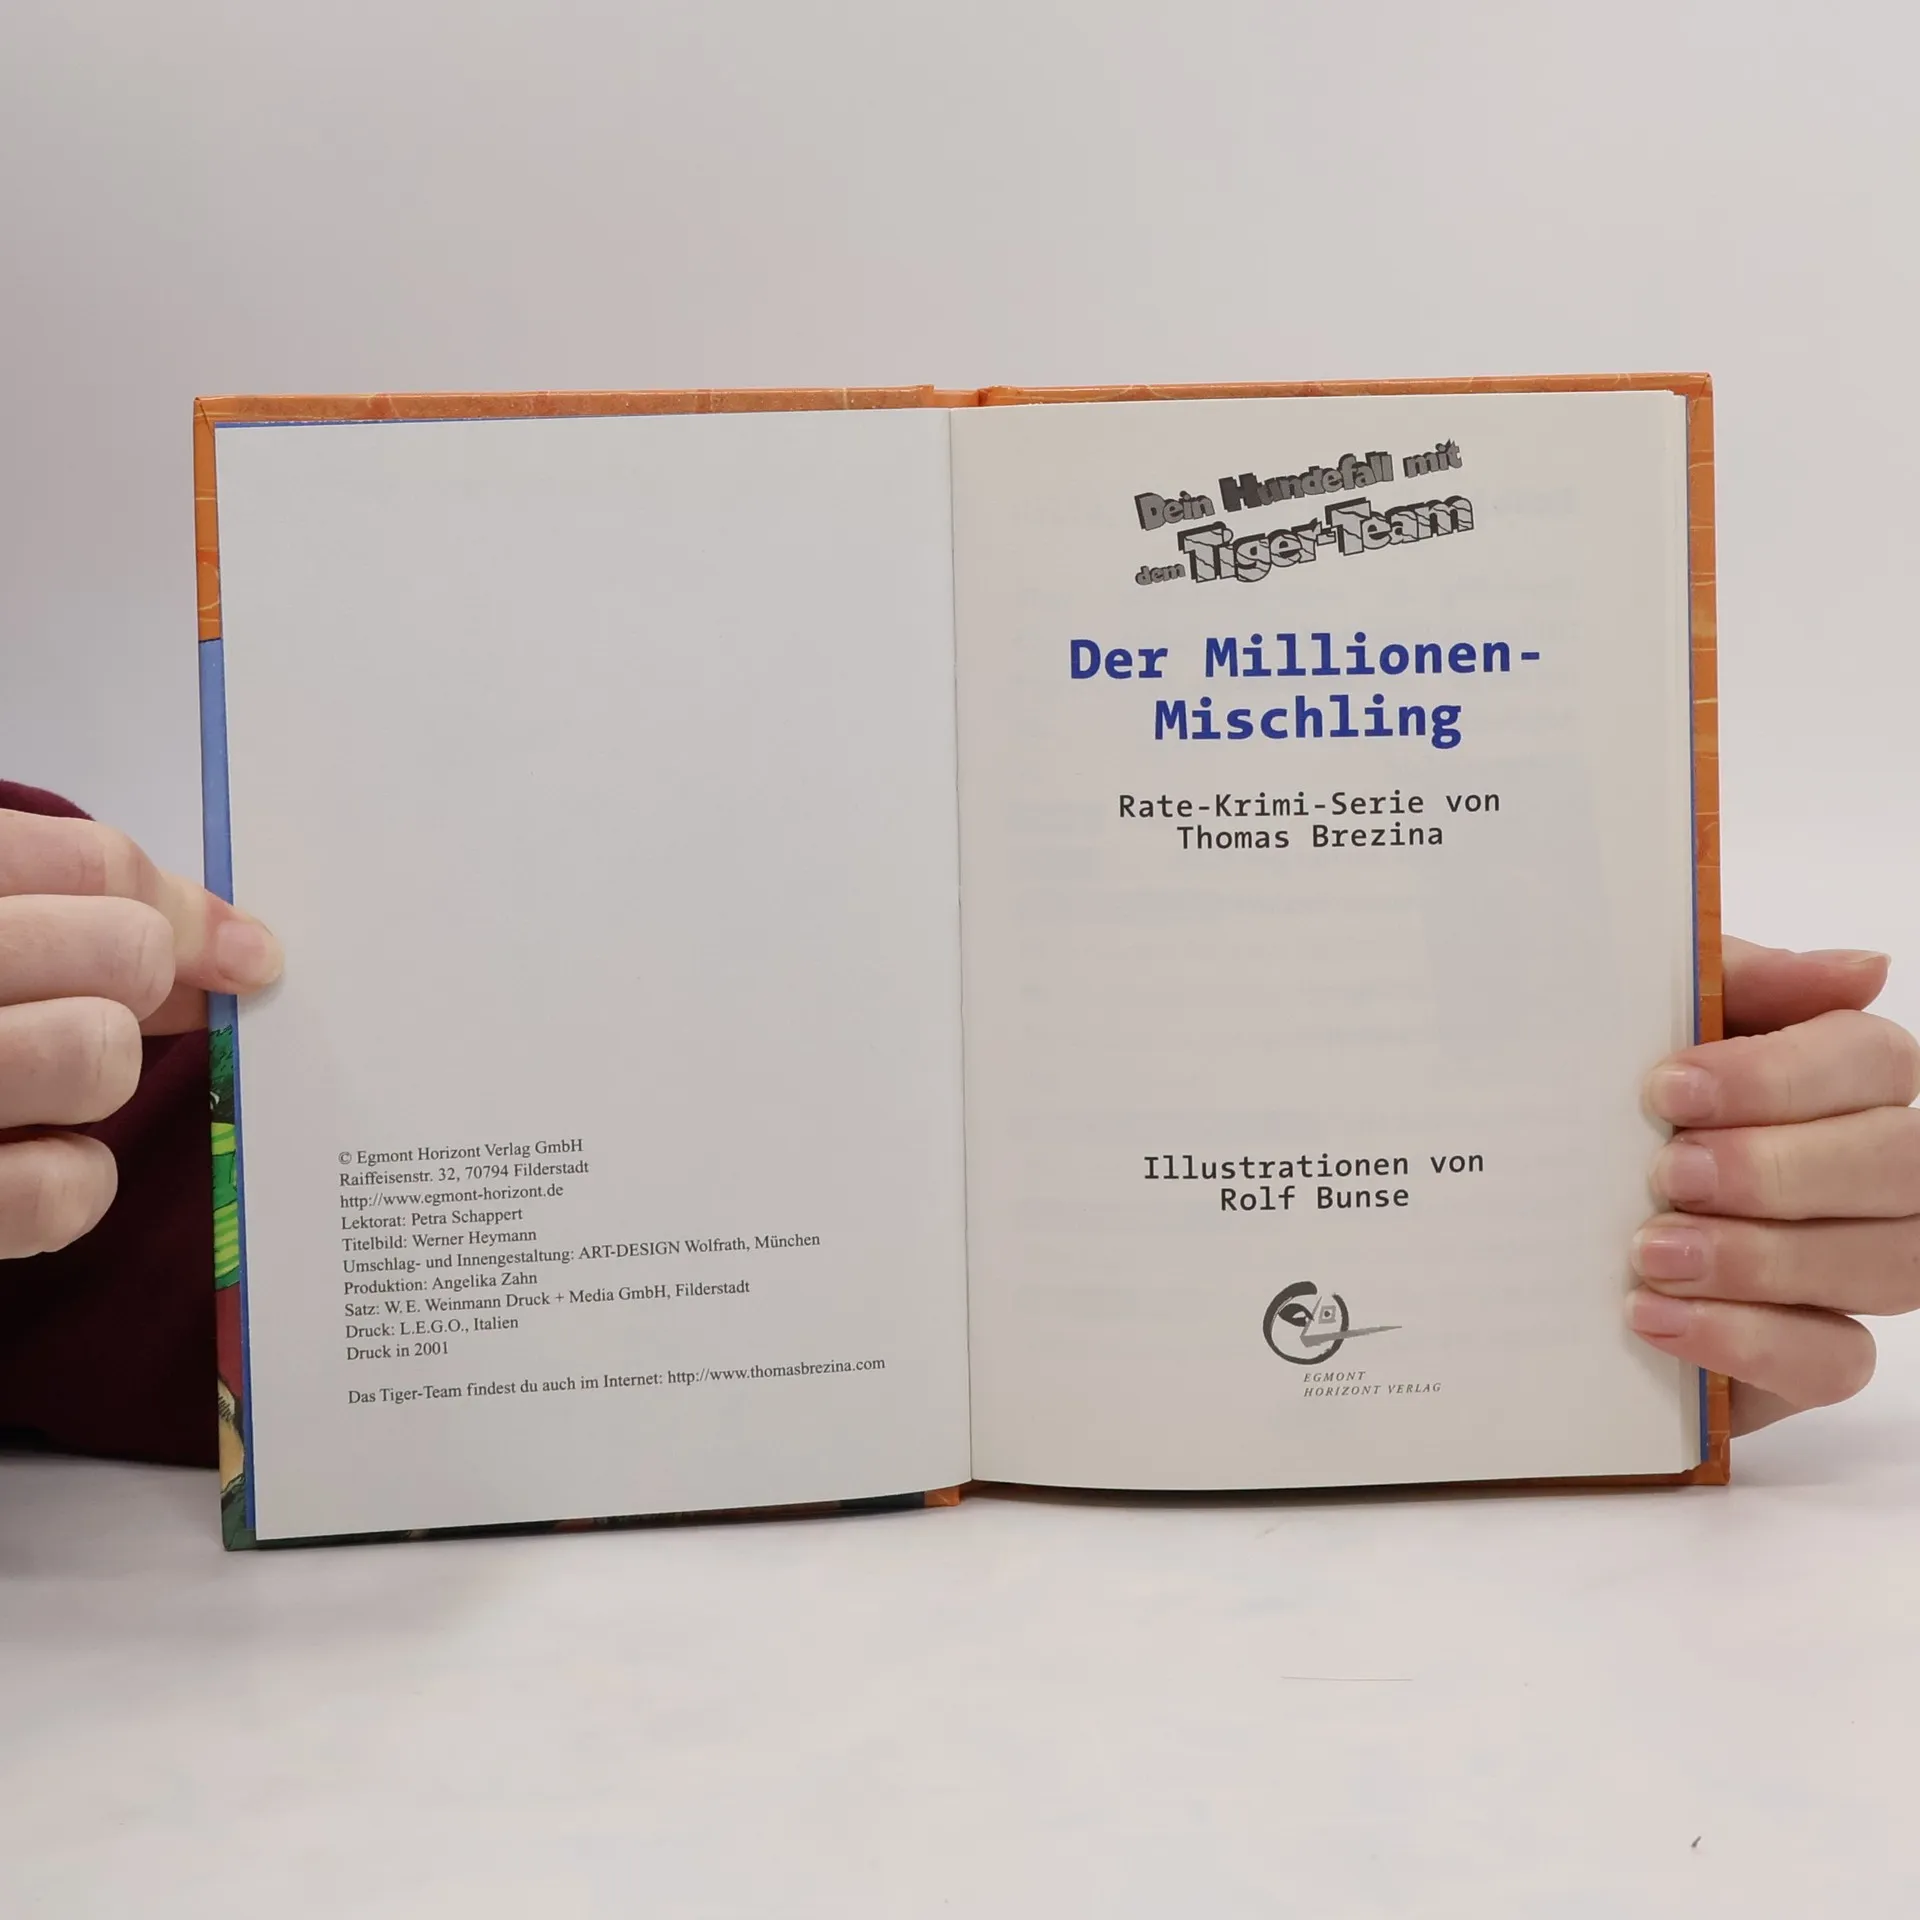 © Egmont Horizont Verlag GmbH
Raiffeisenstr. 32, 70794 Filderstadt
http://www.egmont-horizont.de
Lektorat: Petra Schappert
Titelbild: Werner Heymann
Umschlag- und Innengestaltung: ART-DESIGN Wolfrath, München
Produktion: Angelika Zahn
Satz: W. E. Weinmann Druck + Media GmbH, Filderstadt
Druck: L.E.G.O., Italien
Druck in 2001
Das Tiger-Team findest du auch im Internet: http://www.thomasbrezina.com
Dein Hundefall mit
dem Tiger-Team
Der Millionen-
Mischling
Rate-Krimi-Serie von
Thomas Brezina
Illustrationen von
Rolf Bunse
EGMONT
HORIZONT VERLAG